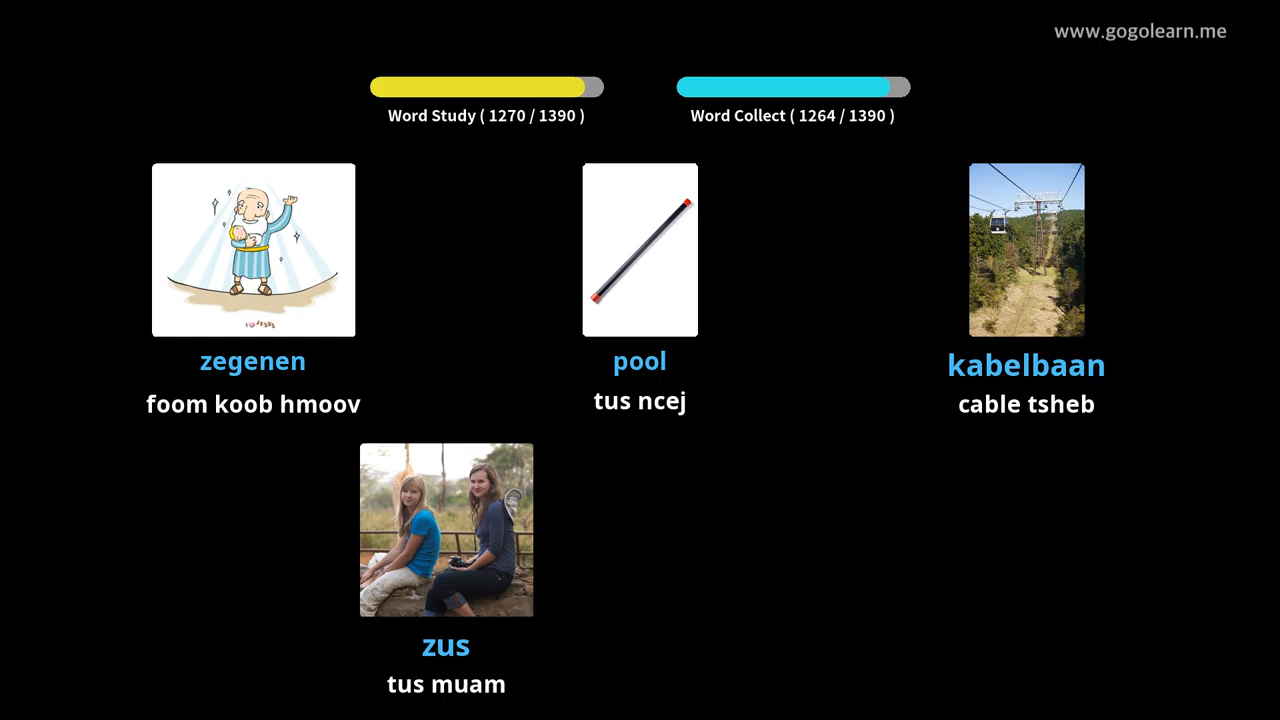 www.gogolearn.me
Word Study ( 1270 / 1390 )
Word Collect ( 1264 / 1390 )
I JESUS
zegenen
foom koob hmoov
pool
tus ncej
kabelbaan
cable tsheb
zus
tus muam